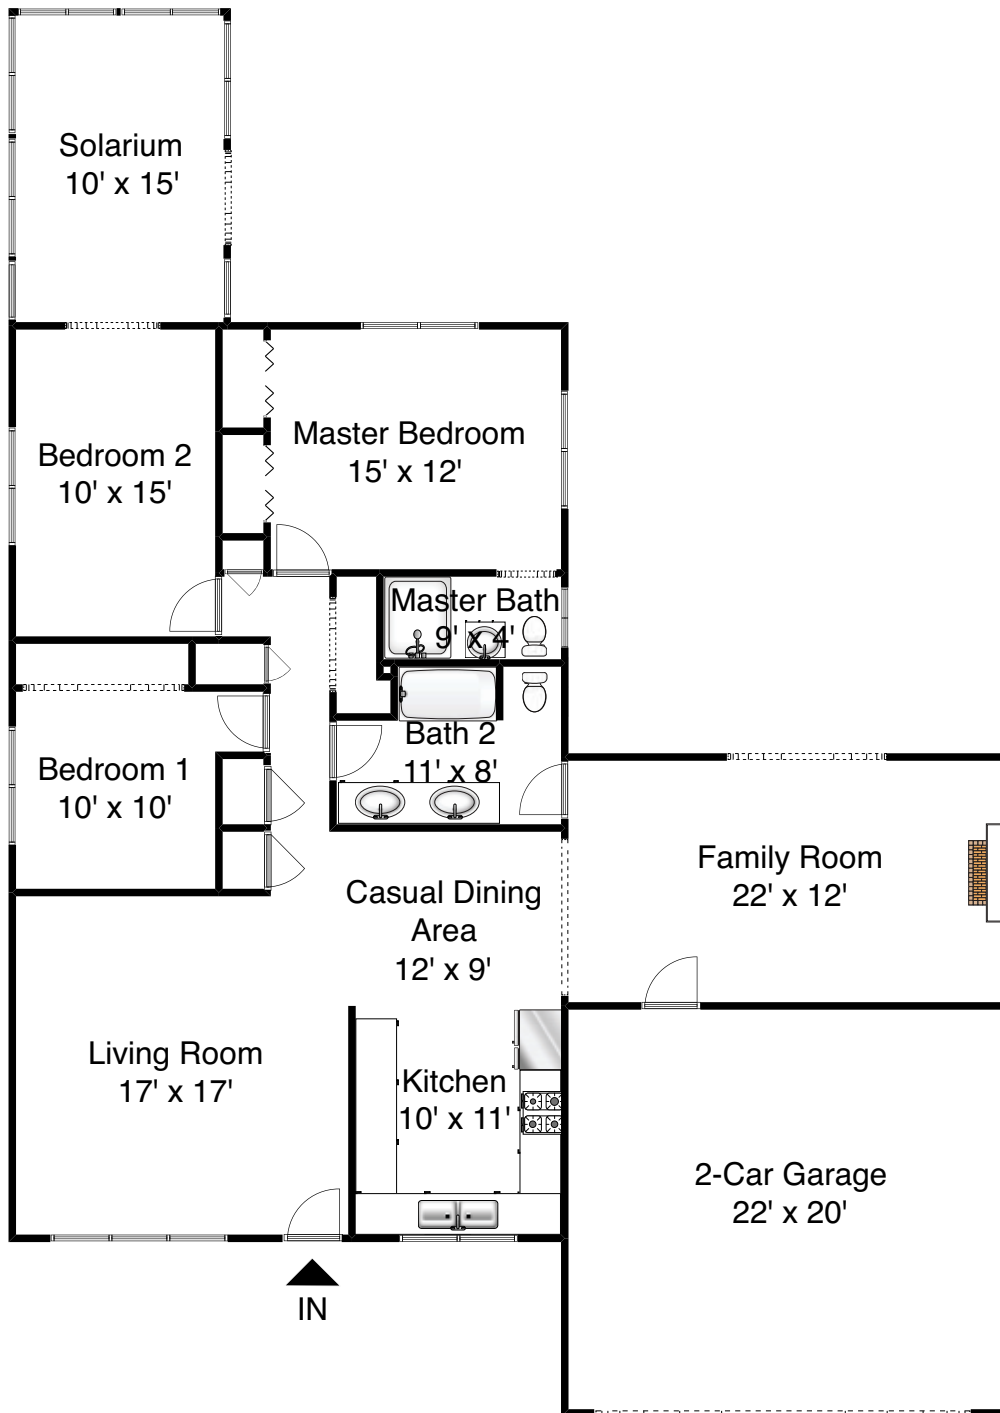 Solarium
10' x 15'
Master Bedroom
15' x 12'
Bedroom 2
10' x 15'
Master Bath
9' x 4'
Bath 2
11' x 8'
Bedroom 1
10' x 10'
Family Room
22' x 12'
Casual Dining
Area
12' x 9'
Living Room
17' x 17'
Kitchen
10' x 11'
2-Car Garage
22' x 20'
IN